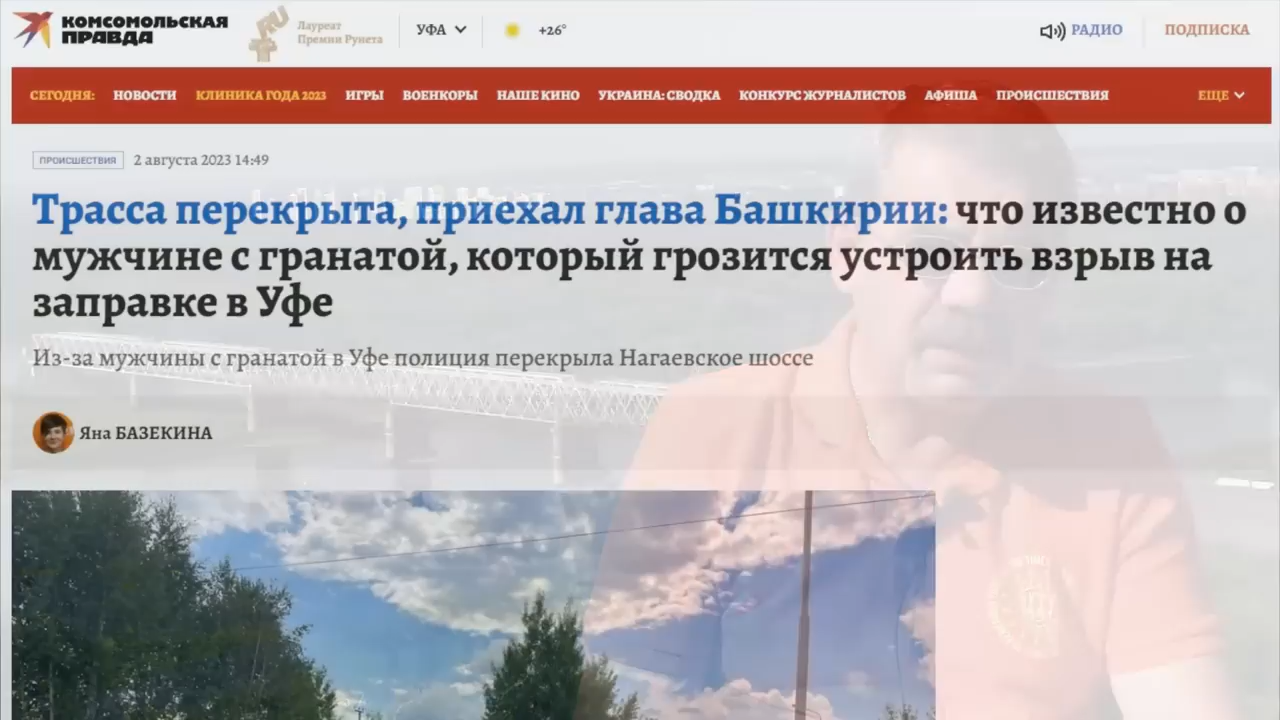 КОМСОМОЛЬСКАЯ
ПРАВДА
Лауреат
Премии Рунета
УФА
+26°
РАДИО
ПОДПИСКА
СЕГОДНЯ: НОВОСТИ КЛИНИКА ГОДА 2023 ИГРЫ ВОЕНКОРЫ НАШЕ КИНО УКРАИНА: СВОДКА КОНКУРС ЖУРНАЛИСТОВ АФИША ПРОИСШЕСТВИЯ ЕЩЕ
ПРОИСШЕСТВИЯ 2 августа 2023 14:49
Трасса перекрыта, приехал глава Башкирии: что известно о
мужчине с гранатой, который грозится устроить взрыв на
заправке в Уфе
Из-за мужчины с гранатой в Уфе полиция перекрыла Нагаевское шоссе
Яна БАЗЕКИНА